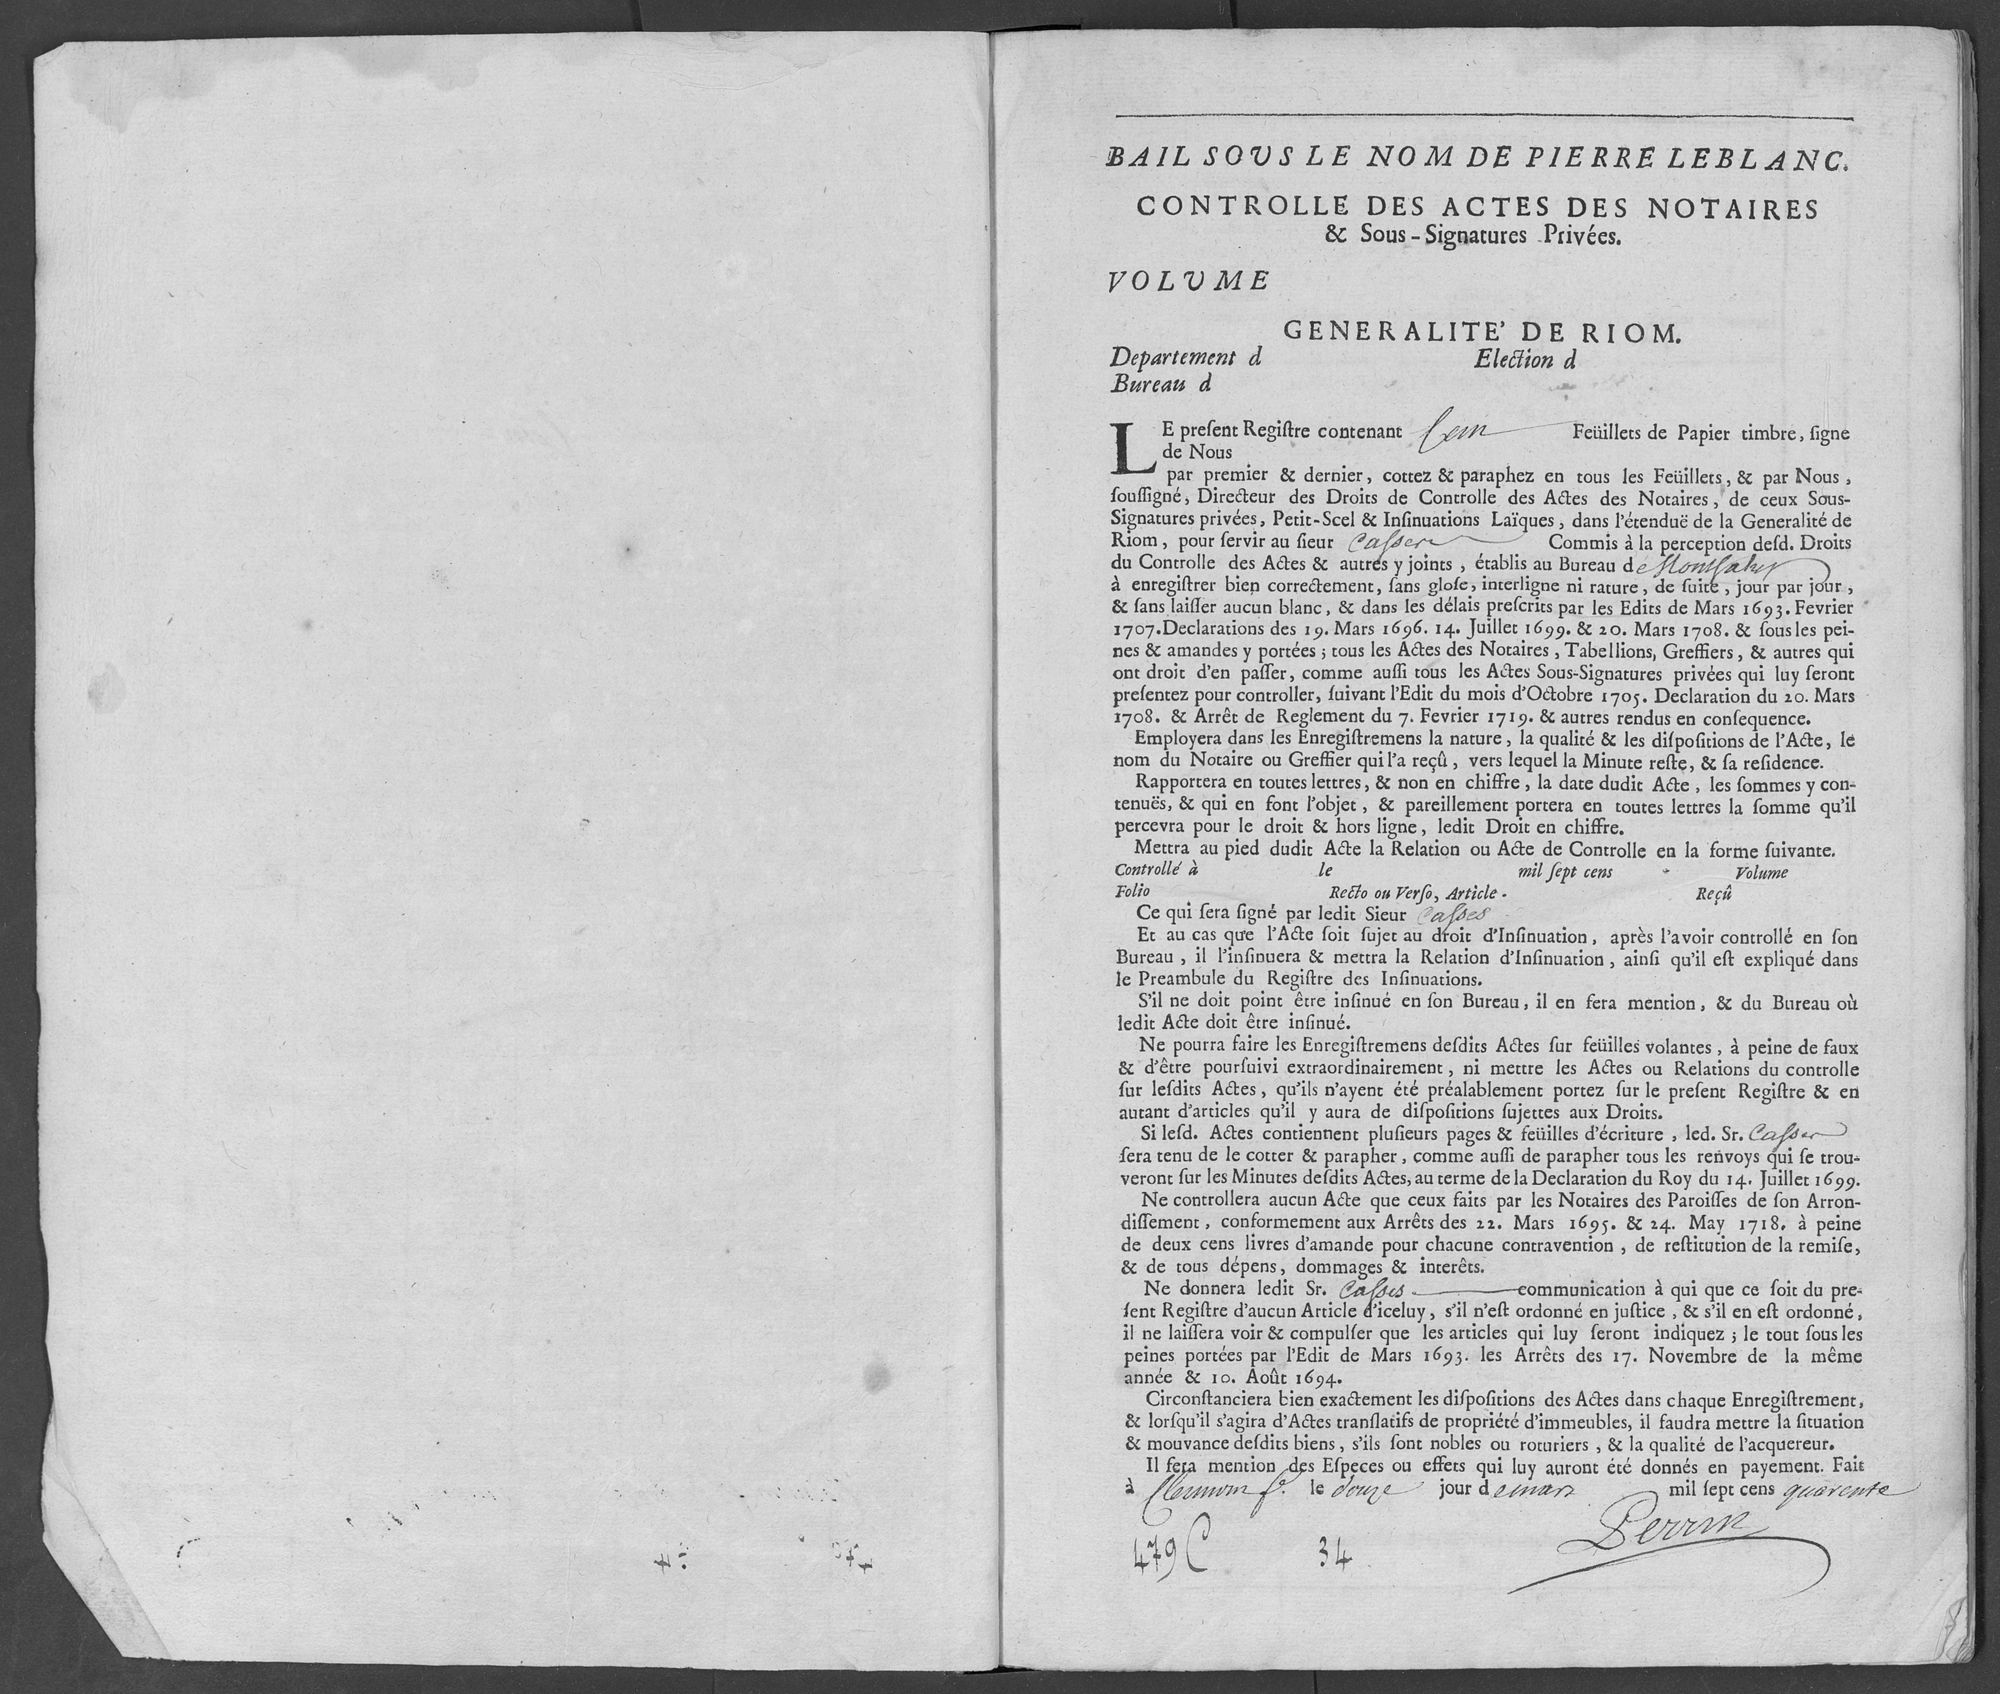 BAIL SOUS LE NOM DE PIERRE LEBLANC.
CONTROLLE DES ACTES DES NOTAIRES
& Sous-Signatures Privées.
VOLUME
GENERALITE' DE RIOM.
Departement d Election d
Bureau d
LE preſent Regiſtre contenant Cent Feüillets de Papier timbre, ſigne
de Nous
par premier & dernier, cottez & paraphez en tous les Feüillets, & par Nous,
ſouſſigné, Directeur des Droits de Controlle des Actes des Notaires, de ceux Sous-
Signatures privées, Petit-Scel & Inſinuations Laïques, dans l'étenduë de la Generalité de
Riom, pour ſervir au ſieur Caſſes Commis à la perception deſd. Droits
du Controlle des Actes & autres y joints, établis au Bureau de Montſalvy
à enregiſtrer bien correctement, ſans gloſe, interligne ni rature, de ſuite, jour par jour,
& ſans laiſſer aucun blanc, & dans les délais preſcrits par les Edits de Mars 1693. Fevrier
1707. Declarations des 19. Mars 1696. 14. Juillet 1699. & 20. Mars 1708. & ſous les pei-
nes & amandes y portées; tous les Actes des Notaires, Tabellions, Greffiers, & autres qui
ont droit d'en paſſer, comme auſſi tous les Actes Sous-Signatures privées qui luy ſeront
preſentez pour controller, ſuivant l'Edit du mois d'Octobre 1705. Declaration du 20. Mars
1708. & Arrêt de Reglement du 7. Fevrier 1719. & autres rendus en conſequence.
Employera dans les Enregiſtremens la nature, la qualité & les diſpoſitions de l'Acte, le
nom du Notaire ou Greffier qui l'a reçû, vers lequel la Minute reſte, & ſa reſidence.
Rapportera en toutes lettres, & non en chiffre, la date dudit Acte, les ſommes y con-
tenuës, & qui en font l'objet, & pareillement portera en toutes lettres la ſomme qu'il
percevra pour le droit & hors ligne, ledit Droit en chiffre.
Mettra au pied dudit Acte la Relation ou Acte de Controlle en la forme ſuivante.
Controllé à le mil ſept cens Volume
Folio Recto ou Verſo, Article. Reçû
Ce qui ſera ſigné par ledit Sieur Caſſes
Et au cas que l'Acte ſoit ſujet au droit d'Inſinuation, après l'avoir controllé en ſon
Bureau, il l'inſinuera & mettra la Relation d'Inſinuation, ainſi qu'il eſt expliqué dans
le Preambule du Regiſtre des Inſinuations.
S'il ne doit point être inſinué en ſon Bureau, il en fera mention, & du Bureau où
ledit Acte doit être inſinué.
Ne pourra faire les Enregiſtremens deſdits Actes ſur feüilles volantes, à peine de faux
& d'être pourſuivi extraordinairement, ni mettre les Actes ou Relations du controlle
ſur leſdits Actes, qu'ils n'ayent été préalablement portez ſur le preſent Regiſtre & en
autant d'articles qu'il y aura de diſpoſitions ſujettes aux Droits.
Si leſd. Actes contiennent pluſieurs pages & feüilles d'écriture, led. Sr. Caſſes
ſera tenu de le cotter & parapher, comme auſſi de parapher tous les renvoys qui ſe trou-
veront ſur les Minutes deſdits Actes, au terme de la Declaration du Roy du 14. Juillet 1699.
Ne controllera aucun Acte que ceux faits par les Notaires des Paroiſſes de ſon Arron-
diſſement, conformement aux Arrêts des 22. Mars 1695. & 24. May 1718. à peine
de deux cens livres d'amande pour chacune contravention, de reſtitution de la remiſe,
& de tous dépens, dommages & interêts.
Ne donnera ledit Sr. Caſſes communication à qui que ce ſoit du pre-
ſent Regiſtre d'aucun Article d'iceluy, s'il n'eſt ordonné en juſtice, & s'il en eſt ordonné,
il ne laiſſera voir & compulſer que les articles qui luy ſeront indiquez; le tout ſous les
peines portées par l'Edit de Mars 1693. les Arrêts des 17. Novembre de la même
année & 10. Août 1694.
Circonſtanciera bien exactement les diſpoſitions des Actes dans chaque Enregiſtrement,
& lorſqu'il s'agira d'Actes tranſlatifs de propriété d'immeubles, il faudra mettre la ſituation
& mouvance deſdits biens, s'ils ſont nobles ou roturiers, & la qualité de l'acquereur.
Il fera mention des Eſpeces ou effets qui luy auront été donnés en payement. Fait
à Clermont f. le douze jour de mars mil ſept cens quarente
Perrin
479 C 34